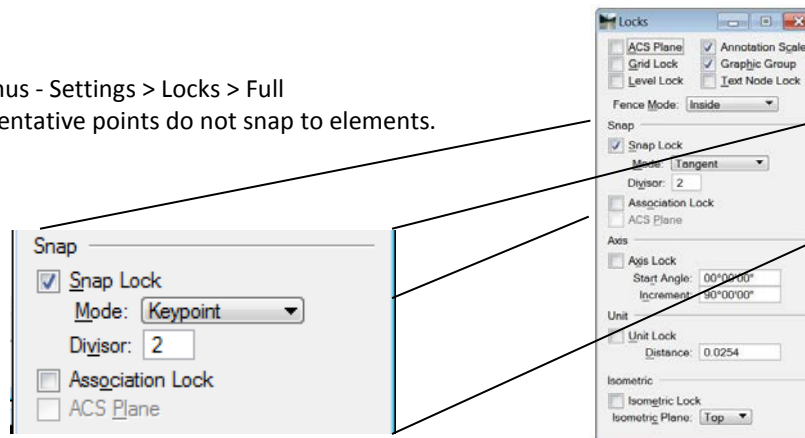 Locks
ACS Plane Annotation Scale
Grid Lock Graphic Group
Level Lock Text Node Lock
Fence Mode: Inside
Snap
Snap Lock
Mode: Tangent
Divisor: 2
Association Lock
ACS Plane
Axis
Axis Lock
Start Angle: 00°00'00"
Increment: 90°00'00"
Unit
Unit Lock
Distance: 0.0254
Isometric
Isometric Lock
Isometric Plane: Top
nus - Settings > Locks > Full
entative points do not snap to elements.
Snap
Snap Lock
Mode: Keypoint
Divisor: 2
Association Lock
ACS Plane